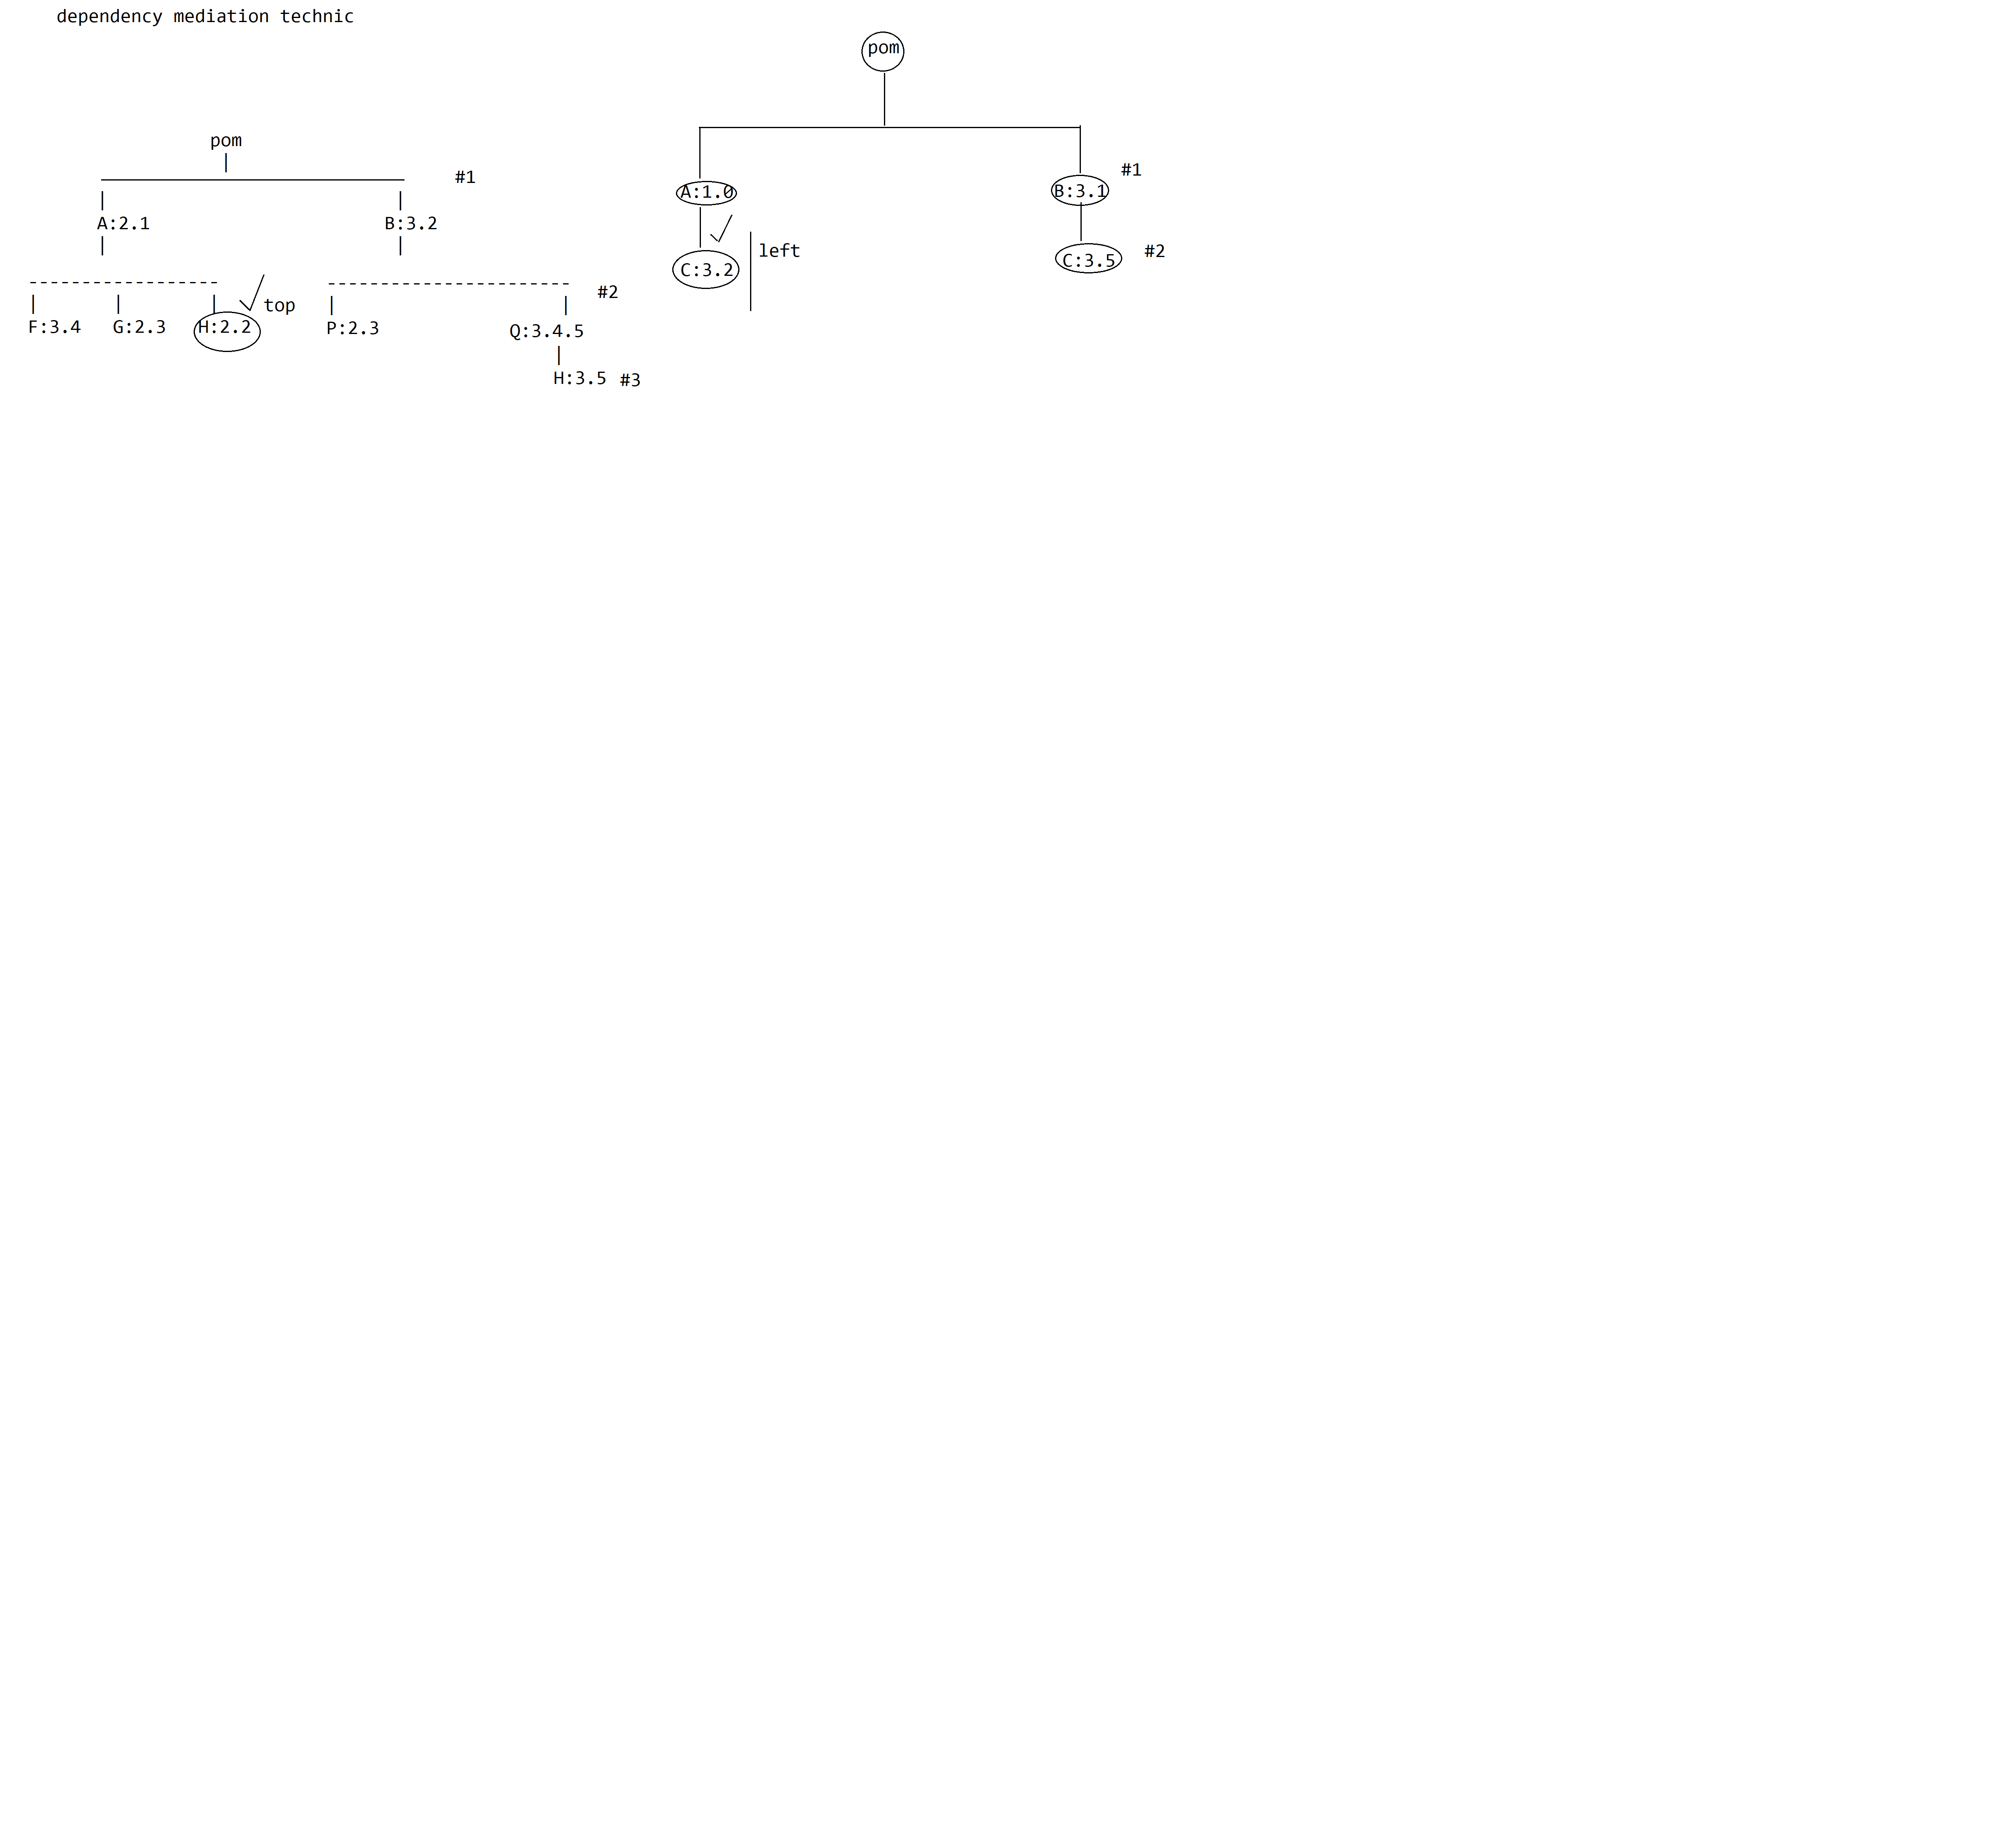 dependency mediation technic
pom
#1
A:2.1 B:3.2
top
#2
F:3.4 G:2.3 H:2.2 P:2.3 Q:3.4.5
H:3.5 #3
pom
#1
A:1.0 B:3.1
left
#2
C:3.2 C:3.5